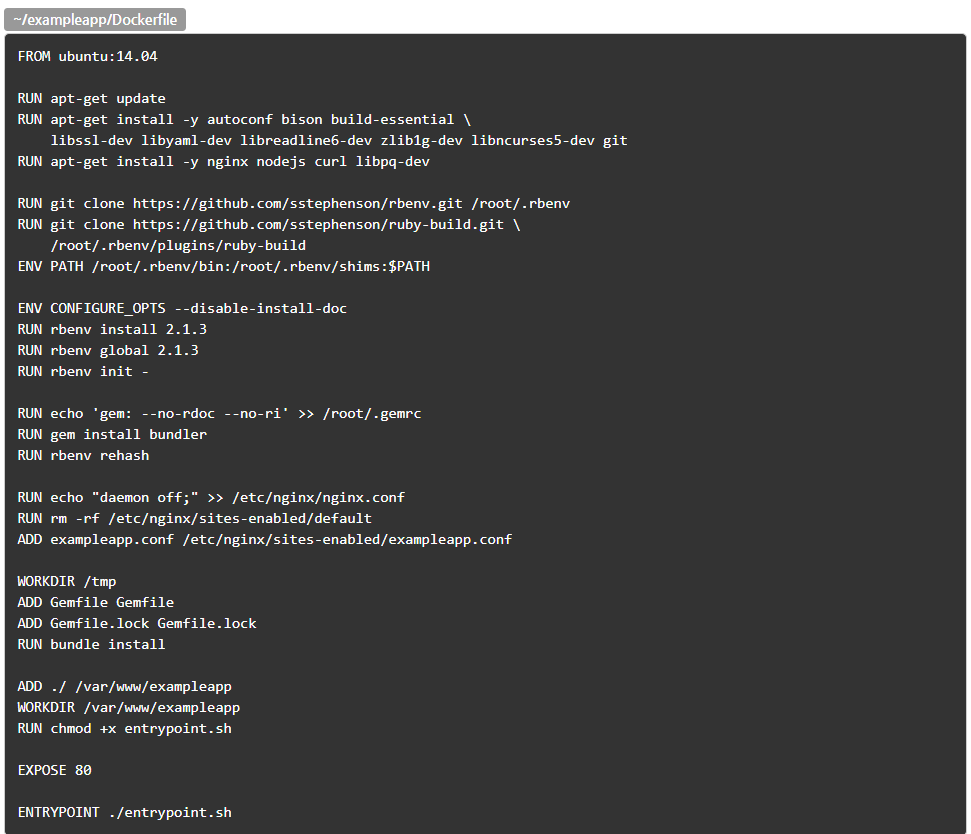 ~/exampleapp/Dockerfile
FROM ubuntu:14.04
RUN apt-get update
RUN apt-get install -y autoconf bison build-essential \
    libssl-dev libyaml-dev libreadline6-dev zlib1g-dev libncurses5-dev git
RUN apt-get install -y nginx nodejs curl libpq-dev
RUN git clone https://github.com/sstephenson/rbenv.git /root/.rbenv
RUN git clone https://github.com/sstephenson/ruby-build.git \
    /root/.rbenv/plugins/ruby-build
ENV PATH /root/.rbenv/bin:/root/.rbenv/shims:$PATH
ENV CONFIGURE_OPTS --disable-install-doc
RUN rbenv install 2.1.3
RUN rbenv global 2.1.3
RUN rbenv init -
RUN echo 'gem: --no-rdoc --no-ri' >> /root/.gemrc
RUN gem install bundler
RUN rbenv rehash
RUN echo "daemon off;" >> /etc/nginx/nginx.conf
RUN rm -rf /etc/nginx/sites-enabled/default
ADD exampleapp.conf /etc/nginx/sites-enabled/exampleapp.conf
WORKDIR /tmp
ADD Gemfile Gemfile
ADD Gemfile.lock Gemfile.lock
RUN bundle install
ADD ./ /var/www/exampleapp
WORKDIR /var/www/exampleapp
RUN chmod +x entrypoint.sh
EXPOSE 80
ENTRYPOINT ./entrypoint.sh